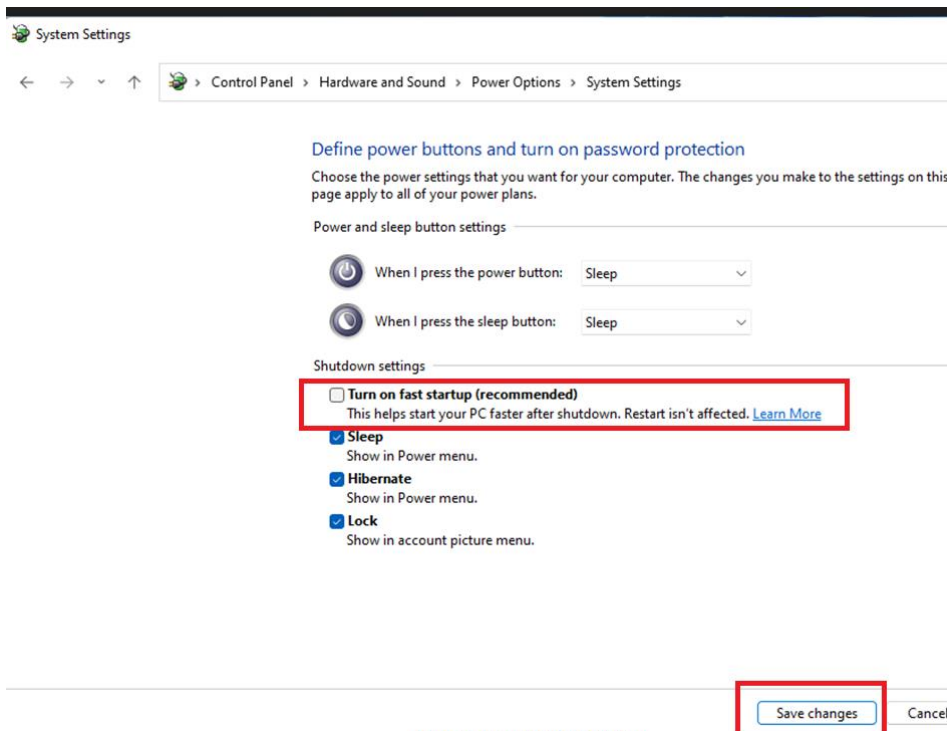 System Settings
Control Panel > Hardware and Sound > Power Options > System Settings
Define power buttons and turn on password protection
Choose the power settings that you want for your computer. The changes you make to the settings on this
page apply to all of your power plans.
Power and sleep button settings
When I press the power button: Sleep
When I press the sleep button: Sleep
Shutdown settings
Turn on fast startup (recommended)
This helps start your PC faster after shutdown. Restart isn't affected. Learn More
Sleep
Show in Power menu.
Hibernate
Show in Power menu.
Lock
Show in account picture menu.
Save changes Cancel